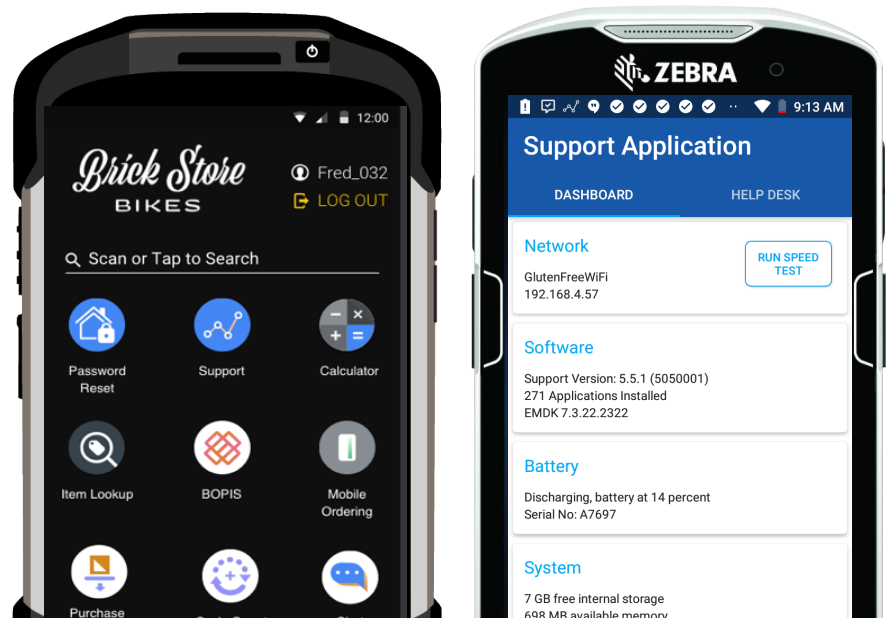 12:00
Brick Store
BIKES
Fred_032
LOG OUT
Scan or Tap to Search
Password
Reset
Support
Calculator
Item Lookup
BOPIS
Mobile
Ordering
Purchase
ZEBRA
9:13 AM
Support Application
DASHBOARD
HELP DESK
Network
RUN SPEED
TEST
GlutenFreeWiFi
192.168.4.57
Software
Support Version: 5.5.1 (5050001)
271 Applications Installed
EMDK 7.3.22.2322
Battery
Discharging, battery at 14 percent
Serial No: A7697
System
7 GB free internal storage
698 MB available memory